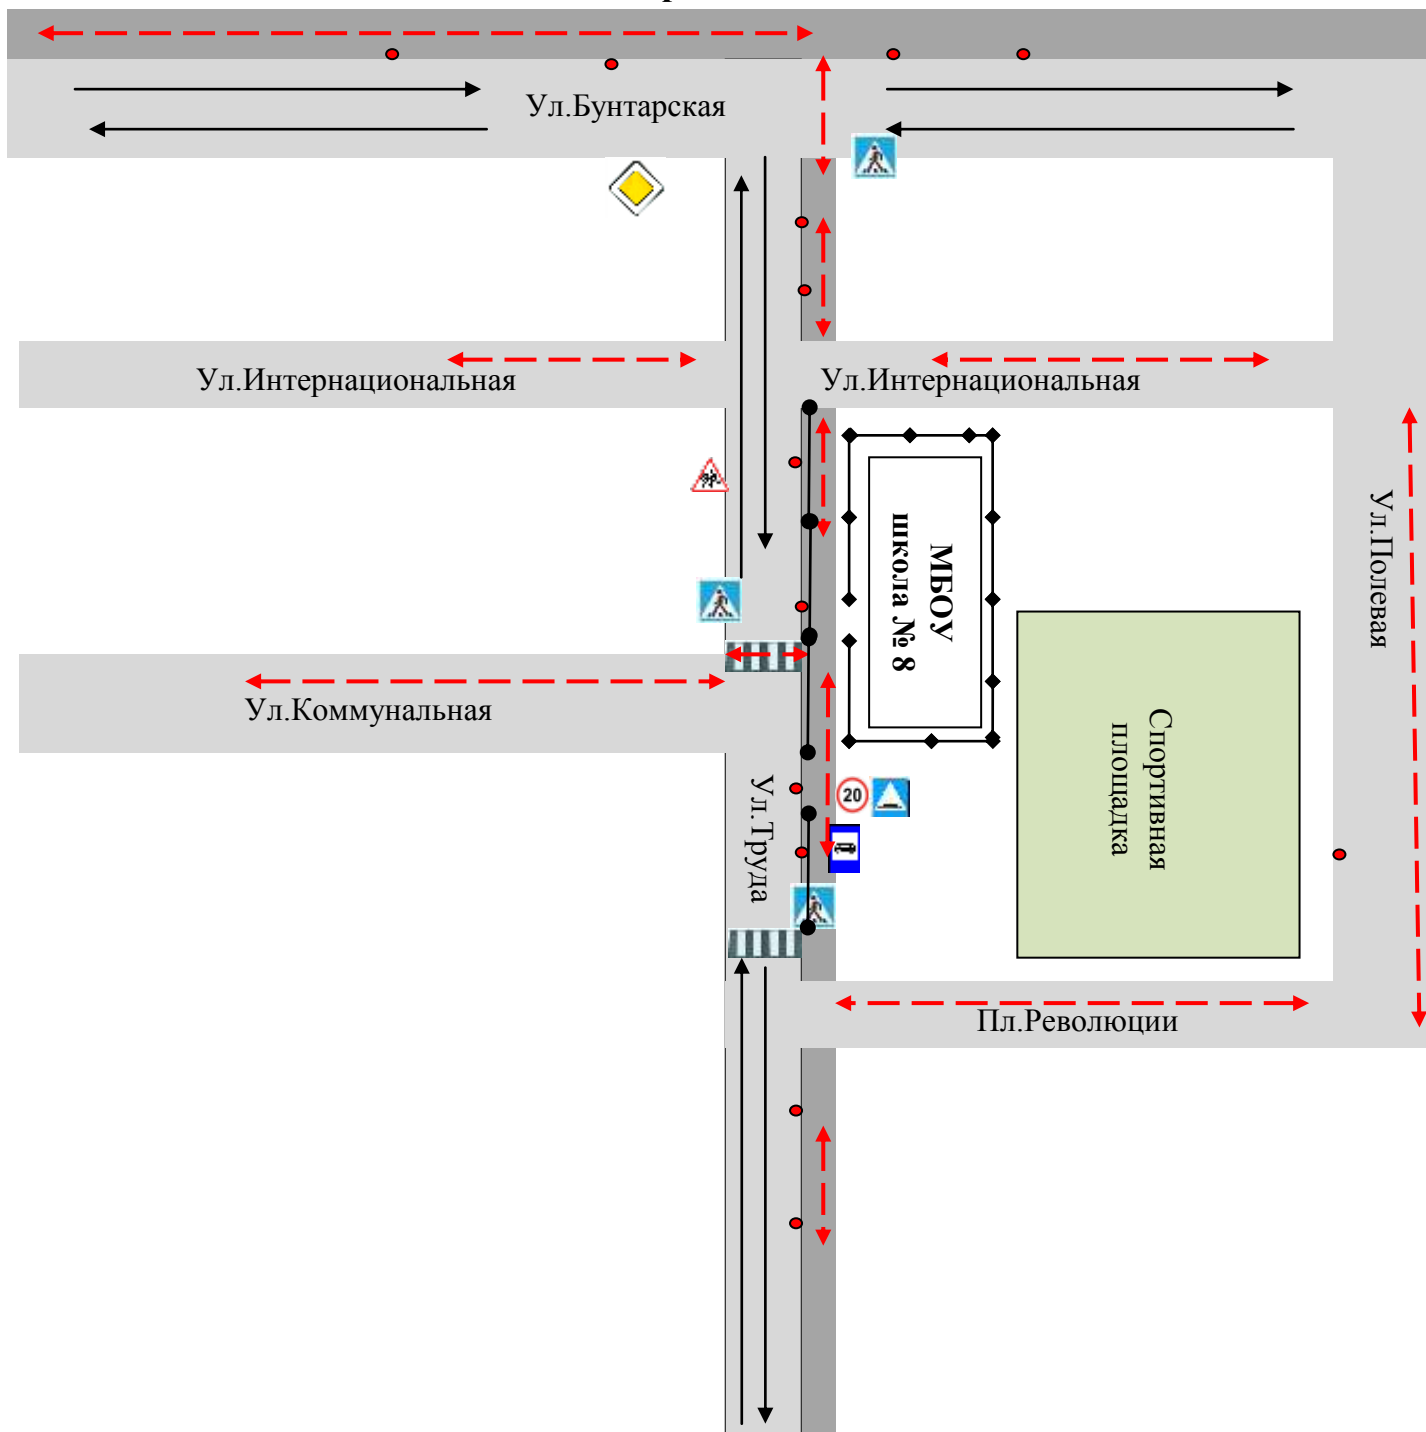 Ул.Бунтарская
Ул.Интернациональная
Ул.Интернациональная
МБОУ
школа № 8
Ул.Полевая
Ул.Коммунальная
Спортивная
площадка
20
Ул.Труда
Пл.Революции